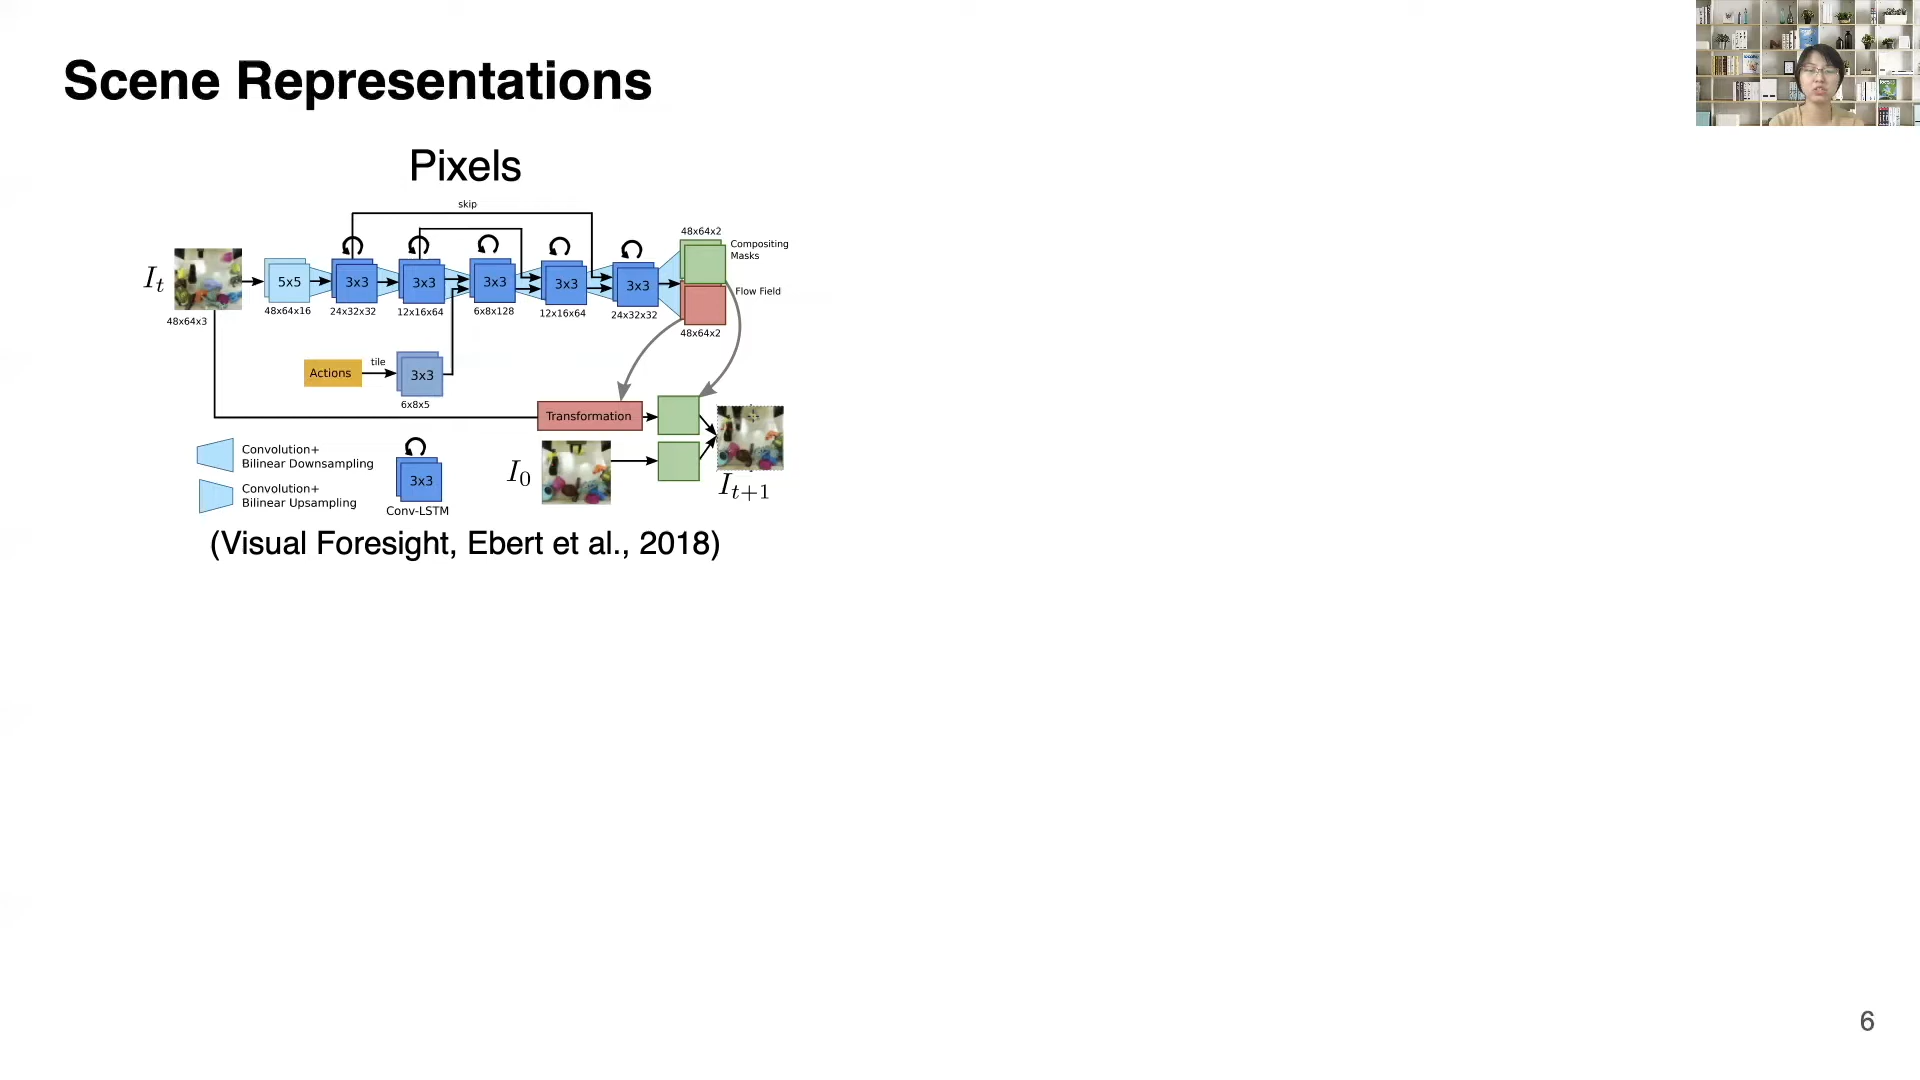 Scene Representations
Pixels
skip
48x64x2
Compositing
Masks
I_t
5x5
3x3
3x3
3x3
3x3
3x3
Flow Field
48x64x3
48x64x16
24x32x32
12x16x64
6x8x128
12x16x64
24x32x32
48x64x2
Actions
tile
3x3
6x8x5
Transformation
Convolution+
Bilinear Downsampling
Convolution+
Bilinear Upsampling
3x3
Conv-LSTM
I_0
I_{t+1}
(Visual Foresight, Ebert et al., 2018)
6